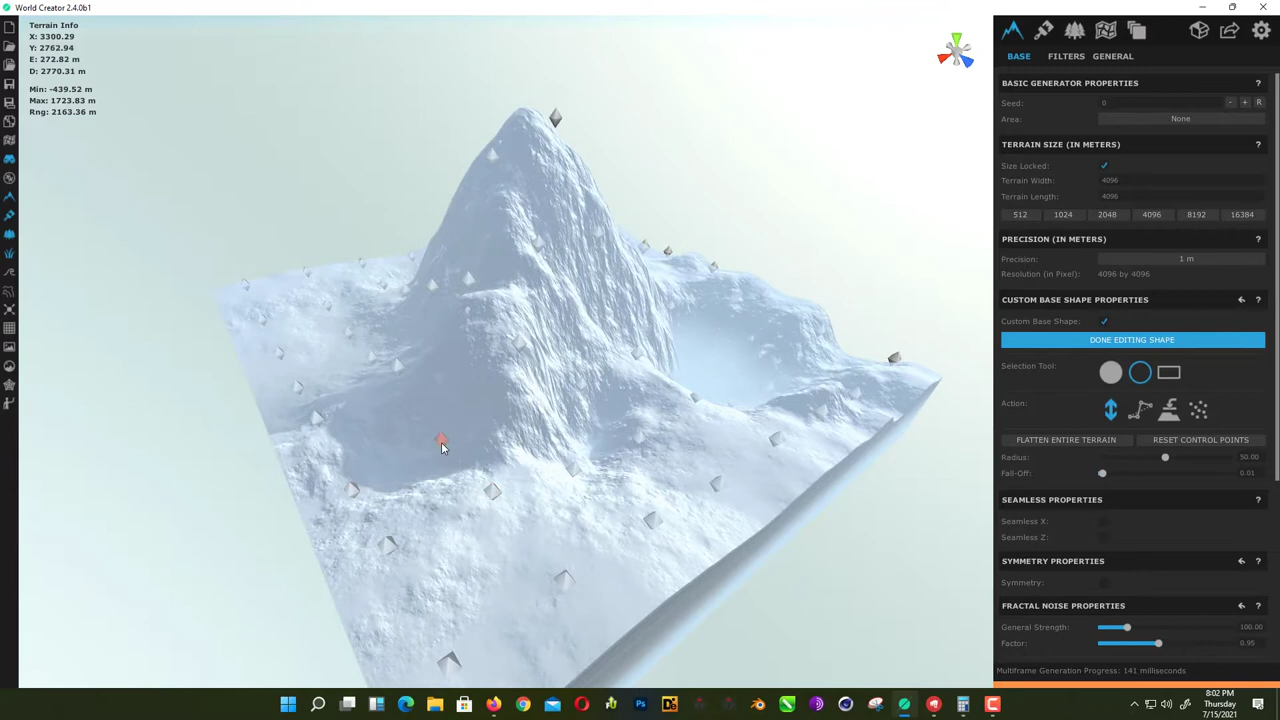 World Creator 2.4.0b1
Terrain Info
X: 3300.29
Y: 2762.94
E: 272.82 m
D: 2770.31 m
Min: -439.52 m
Max: 1723.83 m
Rng: 2163.36 m
BASE FILTERS GENERAL
BASIC GENERATOR PROPERTIES ?
Seed: 0 - + R
Area: None
TERRAIN SIZE (IN METERS) ?
Size Locked:
Terrain Width: 4096
Terrain Length: 4096
512 1024 2048 4096 8192 16384
PRECISION (IN METERS) ?
Precision: 1 m
Resolution (in Pixel): 4096 by 4096
CUSTOM BASE SHAPE PROPERTIES ?
Custom Base Shape:
DONE EDITING SHAPE
Selection Tool:
Action:
FLATTEN ENTIRE TERRAIN RESET CONTROL POINTS
Radius: 50.00
Fall-Off: 0.01
SEAMLESS PROPERTIES ?
Seamless X:
Seamless Z:
SYMMETRY PROPERTIES ?
Symmetry:
FRACTAL NOISE PROPERTIES ?
General Strength: 100.00
Factor: 0.95
Multiframe Generation Progress: 141 milliseconds
Ps
De
8:02 PM
Thursday
7/15/2021